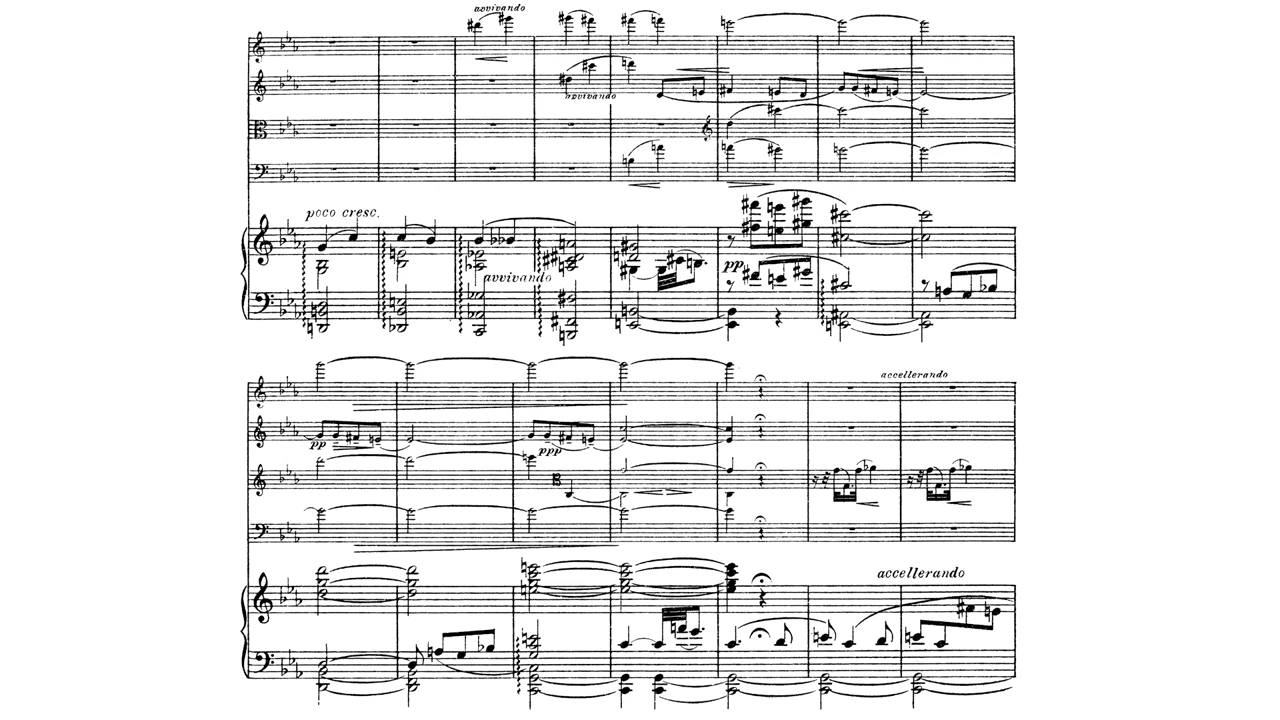 avvivando
avvivando
poco cresc.
avvivando
pp
accellerando
pp
ppp
accellerando